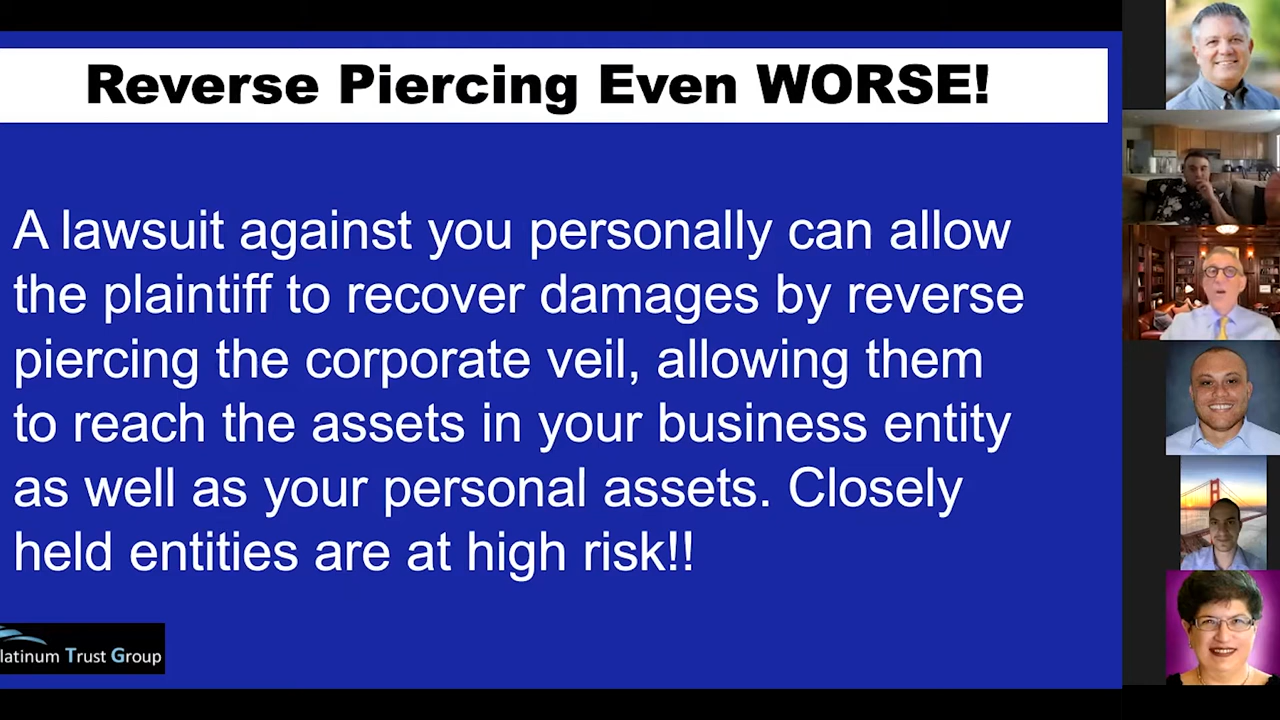 Reverse Piercing Even WORSE!
A lawsuit against you personally can allow
the plaintiff to recover damages by reverse
piercing the corporate veil, allowing them
to reach the assets in your business entity
as well as your personal assets. Closely
held entities are at high risk!!
latinum Trust Group